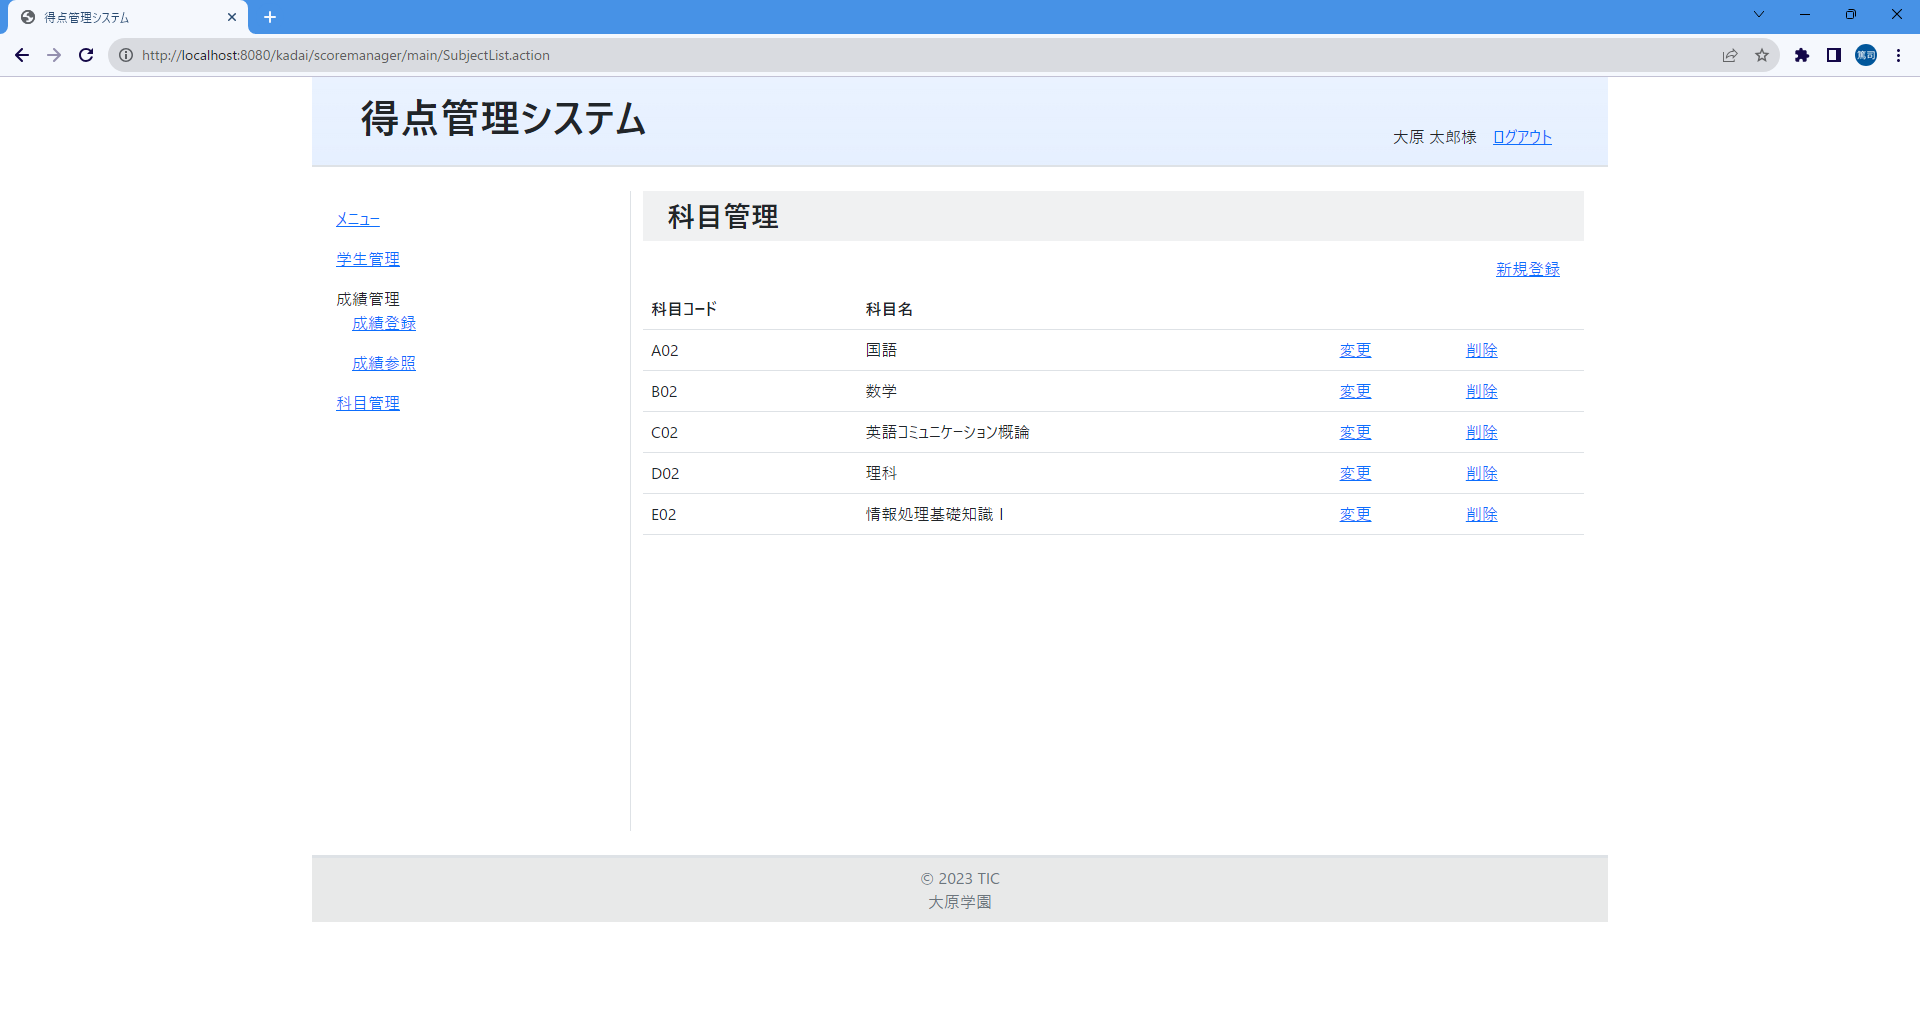 得点管理システム
http://localhost:8080/kadai/scoremanager/main/SubjectList.action
篤司
得点管理システム
大原 太郎様 ログアウト
メニュー
学生管理
成績管理
成績登録
成績参照
科目管理
科目管理
新規登録
科目コード 科目名
A02 国語 変更 削除
B02 数学 変更 削除
C02 英語コミュニケーション概論 変更 削除
D02 理科 変更 削除
E02 情報処理基礎知識Ⅰ 変更 削除
© 2023 TIC
大原学園